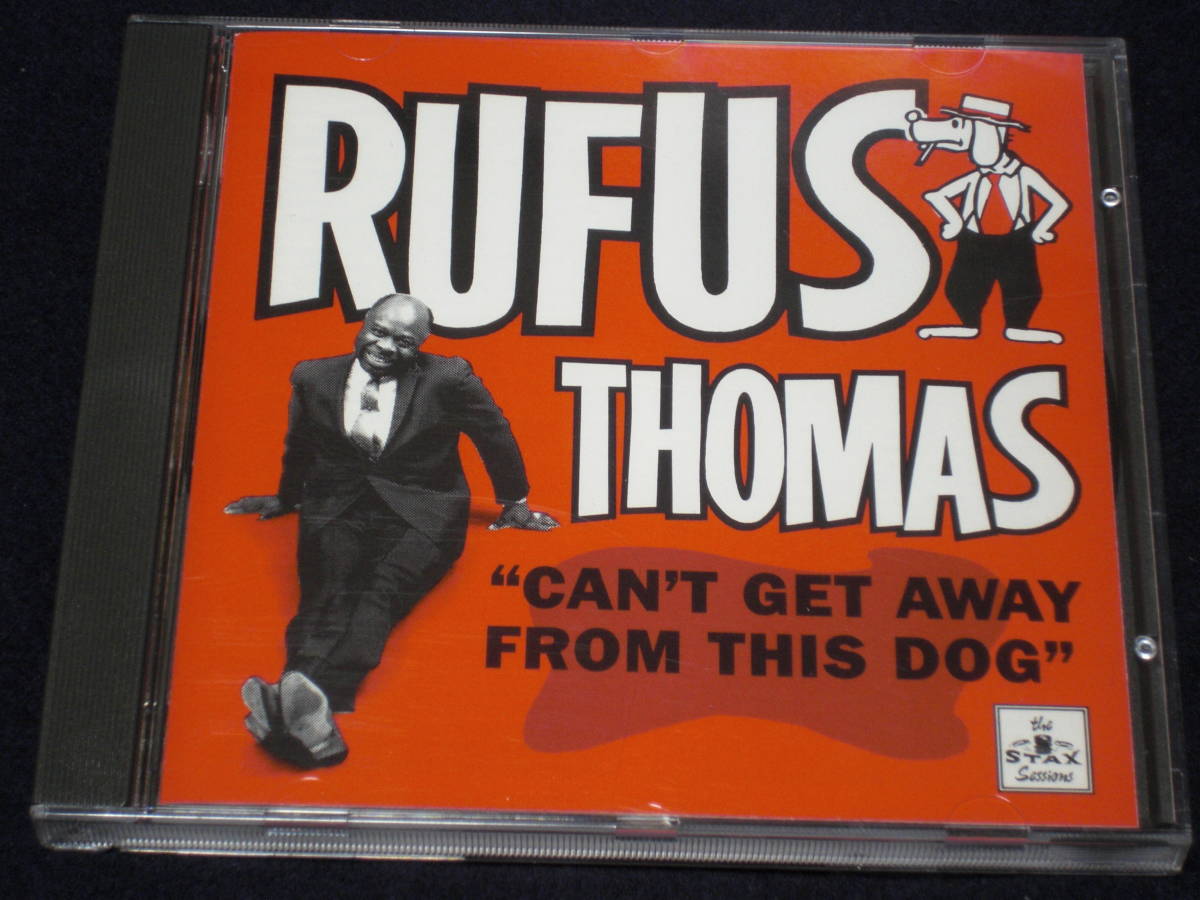 RUFUS
THOMAS
“CAN'T GET AWAY
FROM THIS DOG”
the
STAX
Sessions